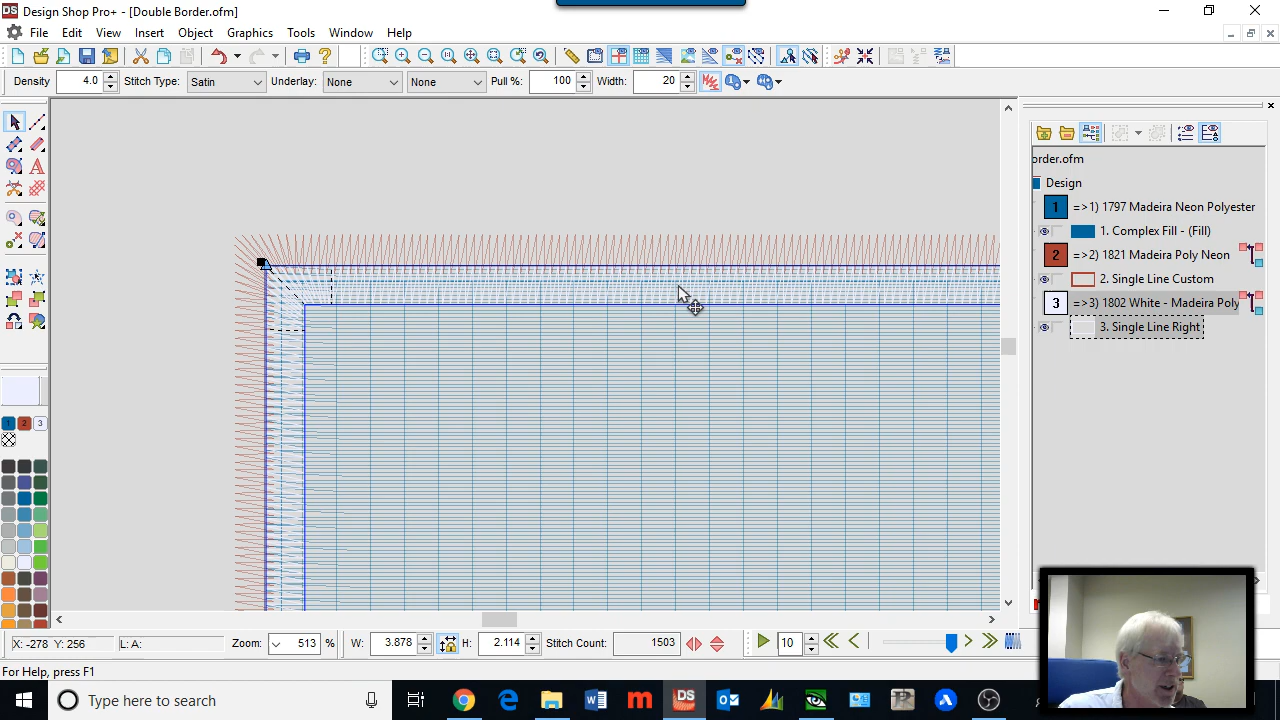 DS Design Shop Pro+ - [Double Border.ofm]
File Edit View Insert Object Graphics Tools Window Help
Density 4.0 Stitch Type: Satin Underlay: None None Pull %: 100 Width: 20
order.ofm
Design
1 =>1) 1797 Madeira Neon Polyester
1. Complex Fill - (Fill)
2 =>2) 1821 Madeira Poly Neon
2. Single Line Custom
3 =>3) 1802 White - Madeira Poly
3. Single Line Right
1 2 3
X: -278 Y: 256 L: A: Zoom: 513 % W: 3.878 H: 2.114 Stitch Count: 1503 10
For Help, press F1
Type here to search